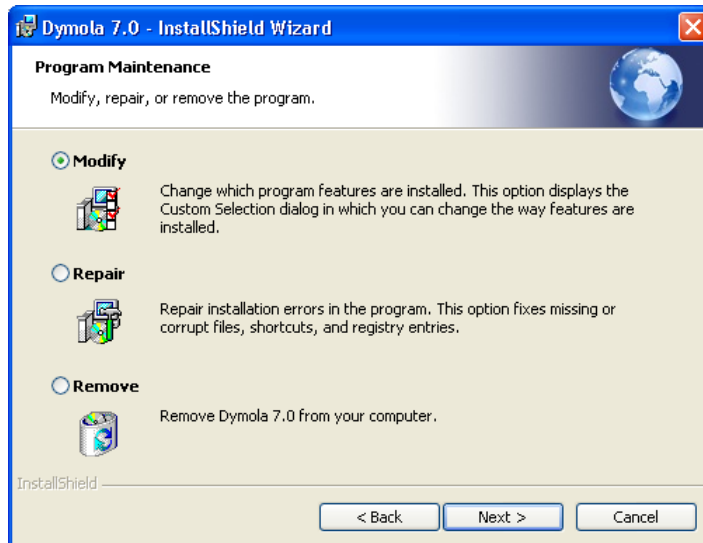 Dymola 7.0 - InstallShield Wizard
Program Maintenance
Modify, repair, or remove the program.
Modify
Change which program features are installed. This option displays the
Custom Selection dialog in which you can change the way features are
installed.
Repair
Repair installation errors in the program. This option fixes missing or
corrupt files, shortcuts, and registry entries.
Remove
Remove Dymola 7.0 from your computer.
InstallShield
< Back
Next >
Cancel